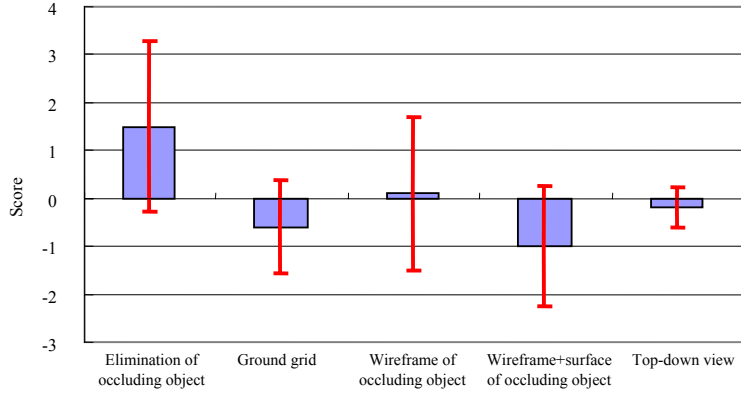 4
3
2
1
0
-1
-2
-3
Score
Elimination of
occluding object
Ground grid
Wireframe of
occluding object
Wireframe+surface
of occluding object
Top-down view